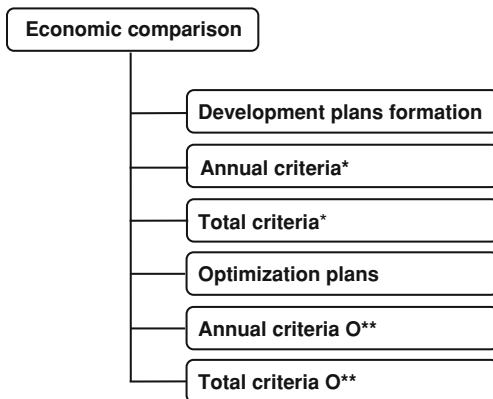 Economic comparison
Development plans formation
Annual criteria*
Total criteria*
Optimization plans
Annual criteria O**
Total criteria O**